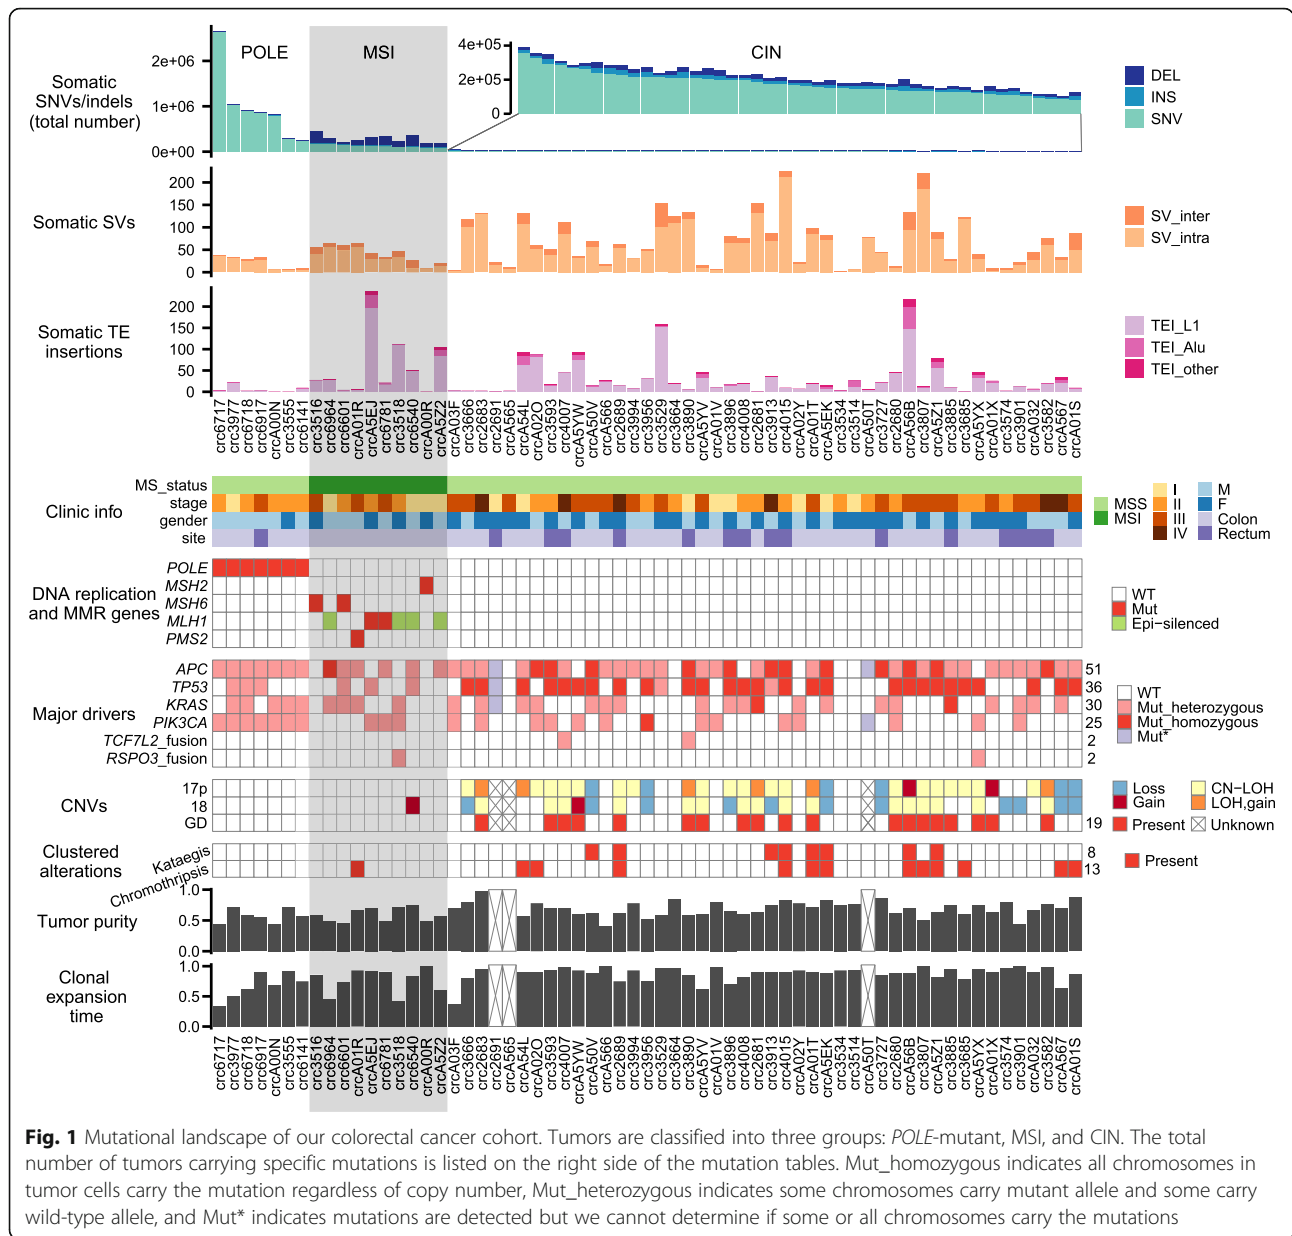 POLE
MSI
CIN
Somatic
SNVs/indels
(total number)
2e+06
1e+06
0e+00
4e+05
2e+05
0
DEL
INS
SNV
Somatic SVs
200
150
100
50
0
SV_inter
SV_intra
Somatic TE
insertions
200
150
100
50
0
TEI_L1
TEI_Alu
TEI_other
crc6717
crc3977
crc6718
crc6917
crcA00N
crc3555
crc6141
crc3516
crc6964
crc6601
crcA01R
crcA5EJ
crc6781
crc3518
crc6540
crcA00R
crcA5Z2
crcA03F
crc3666
crc2683
crc2691
crcA565
crcA54L
crcA02O
crc3593
crc4007
crcA5YW
crcA50V
crcA566
crc2689
crc3994
crc3956
crc3529
crc3664
crc3890
crcA5YV
crcA01V
crc3896
crc4008
crc2681
crc3913
crc4015
crcA02Y
crcA01T
crcA5EK
crc3534
crc3514
crcA50T
crc3727
crc2680
crcA56B
crc3807
crcA5Z1
crc3885
crc3685
crcA5YX
crcA01X
crc3574
crc3901
crcA032
crc3582
crcA567
crcA01S
Clinic info
MS_status
stage
gender
site
MSS
MSI
I
II
III
IV
M
F
Colon
Rectum
DNA replication
and MMR genes
POLE
MSH2
MSH6
MLH1
PMS2
WT
Mut
Epi−silenced
Major drivers
APC
TP53
KRAS
PIK3CA
TCF7L2_fusion
RSPO3_fusion
51
36
30
25
2
2
WT
Mut_heterozygous
Mut_homozygous
Mut*
CNVs
17p
18
GD
19
Loss
Gain
CN−LOH
LOH,gain
Present
Unknown
Clustered
alterations
Kataegis
Chromothripsis
8
13
Present
Tumor purity
1.0
0.5
0.0
Clonal
expansion
time
1.0
0.5
0.0
crc6717
crc3977
crc6718
crc6917
crcA00N
crc3555
crc6141
crc3516
crc6964
crc6601
crcA01R
crcA5EJ
crc6781
crc3518
crc6540
crcA00R
crcA5Z2
crcA03F
crc3666
crc2683
crc2691
crcA565
crcA54L
crcA02O
crc3593
crc4007
crcA5YW
crcA50V
crcA566
crc2689
crc3994
crc3956
crc3529
crc3664
crc3890
crcA5YV
crcA01V
crc3896
crc4008
crc2681
crc3913
crc4015
crcA02Y
crcA01T
crcA5EK
crc3534
crc3514
crcA50T
crc3727
crc2680
crcA56B
crc3807
crcA5Z1
crc3885
crc3685
crcA5YX
crcA01X
crc3574
crc3901
crcA032
crc3582
crcA567
crcA01S
Fig. 1 Mutational landscape of our colorectal cancer cohort. Tumors are classified into three groups: POLE-mutant, MSI, and CIN. The total
number of tumors carrying specific mutations is listed on the right side of the mutation tables. Mut_homozygous indicates all chromosomes in
tumor cells carry the mutation regardless of copy number, Mut_heterozygous indicates some chromosomes carry mutant allele and some carry
wild-type allele, and Mut* indicates mutations are detected but we cannot determine if some or all chromosomes carry the mutations